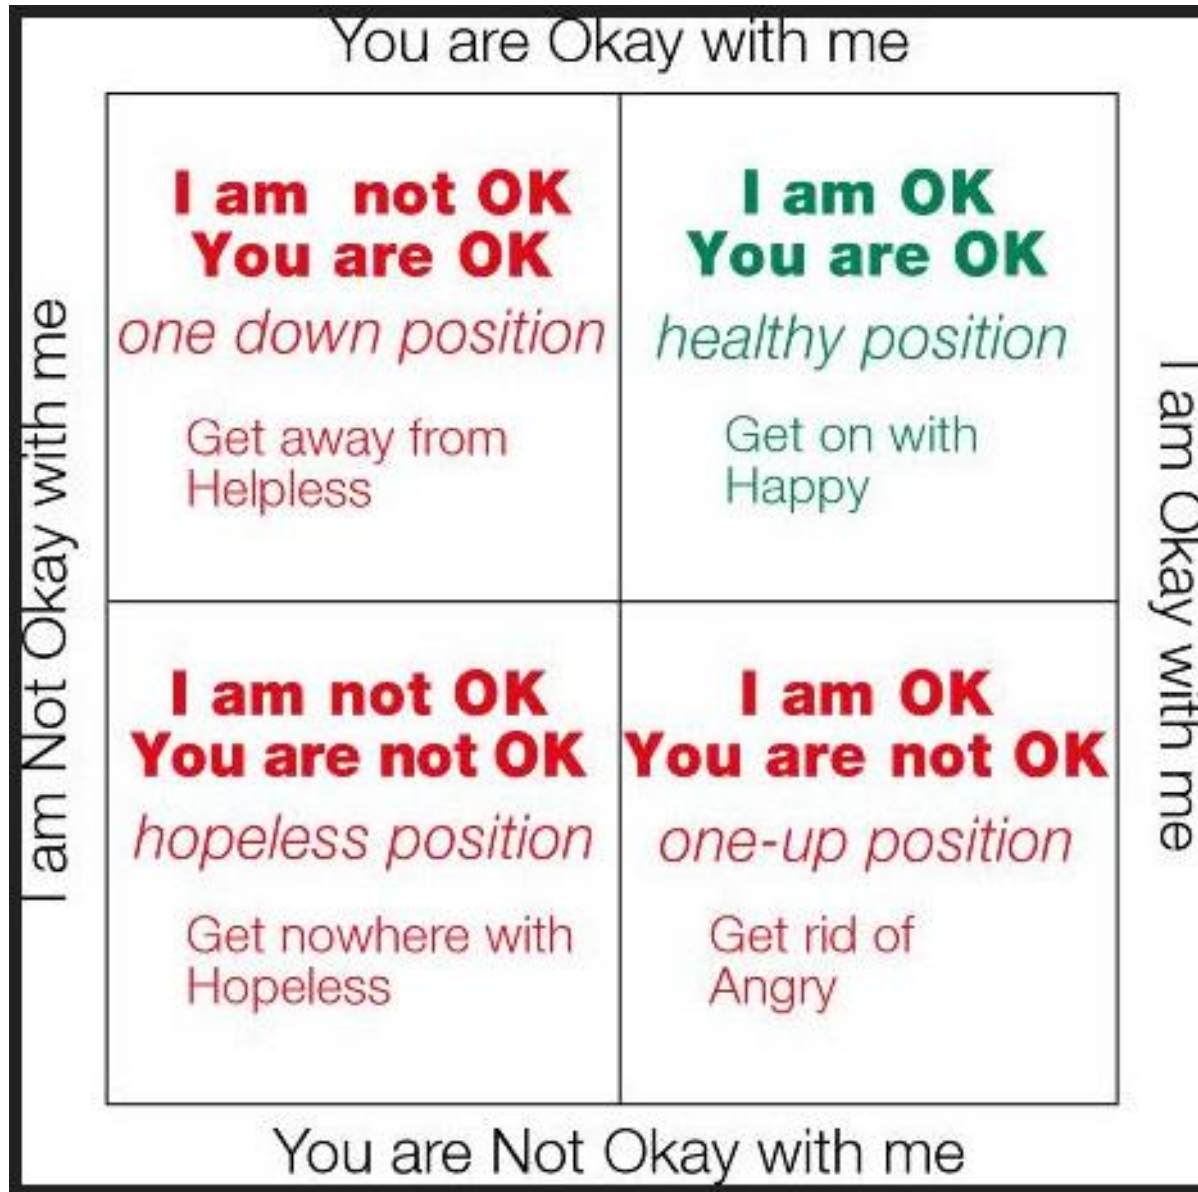 You are Okay with me
I am Not Okay with me
I am not OK
You are OK
one down position
Get away from
Helpless
I am OK
You are OK
healthy position
Get on with
Happy
I am Okay with me
I am not OK
You are not OK
hopeless position
Get nowhere with
Hopeless
I am OK
You are not OK
one-up position
Get rid of
Angry
You are Not Okay with me